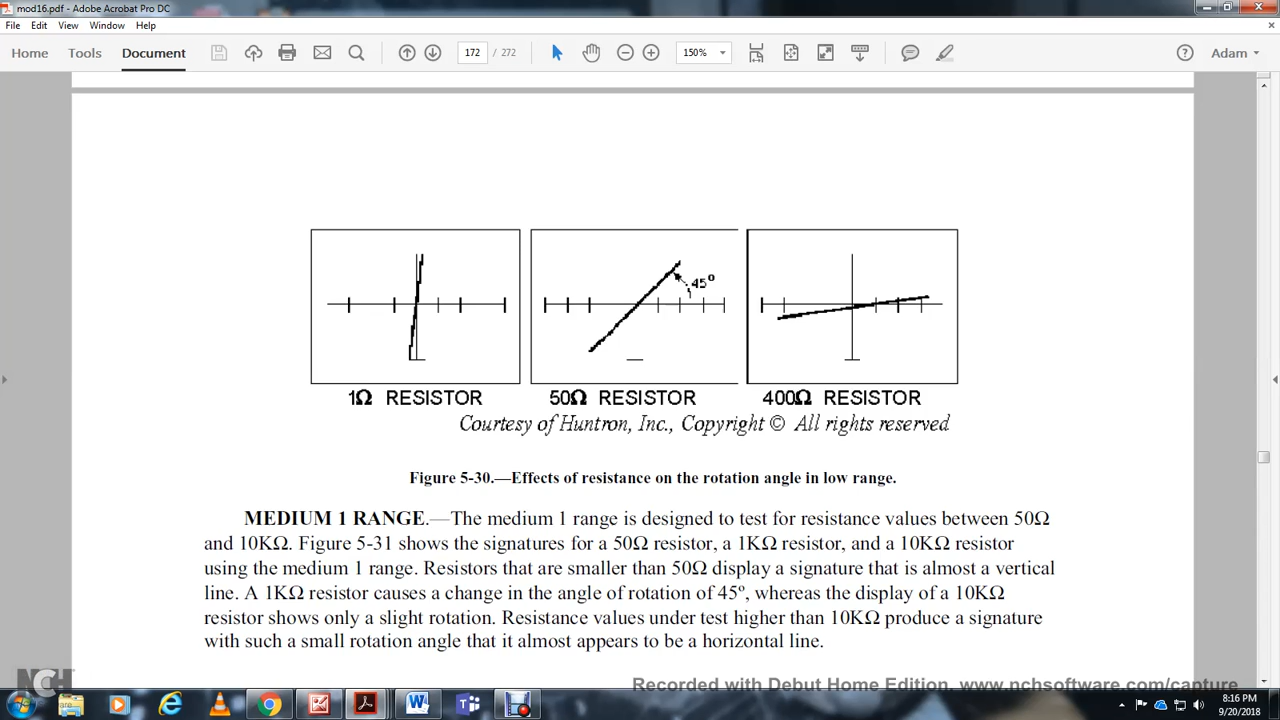 mod16.pdf - Adobe Acrobat Pro DC
File Edit View Window Help
Home Tools Document 172 / 272 150% Adam
45º
1Ω RESISTOR 50Ω RESISTOR 400Ω RESISTOR
Courtesy of Huntron, Inc., Copyright © All rights reserved
Figure 5-30.—Effects of resistance on the rotation angle in low range.
MEDIUM 1 RANGE.—The medium 1 range is designed to test for resistance values between 50Ω
and 10KΩ. Figure 5-31 shows the signatures for a 50Ω resistor, a 1KΩ resistor, and a 10KΩ resistor
using the medium 1 range. Resistors that are smaller than 50Ω display a signature that is almost a vertical
line. A 1KΩ resistor causes a change in the angle of rotation of 45º, whereas the display of a 10KΩ
resistor shows only a slight rotation. Resistance values under test higher than 10KΩ produce a signature
with such a small rotation angle that it almost appears to be a horizontal line.
NCH
Recorded with Debut Home Edition. www.nchsoftware.com/capture
8:16 PM
9/20/2018